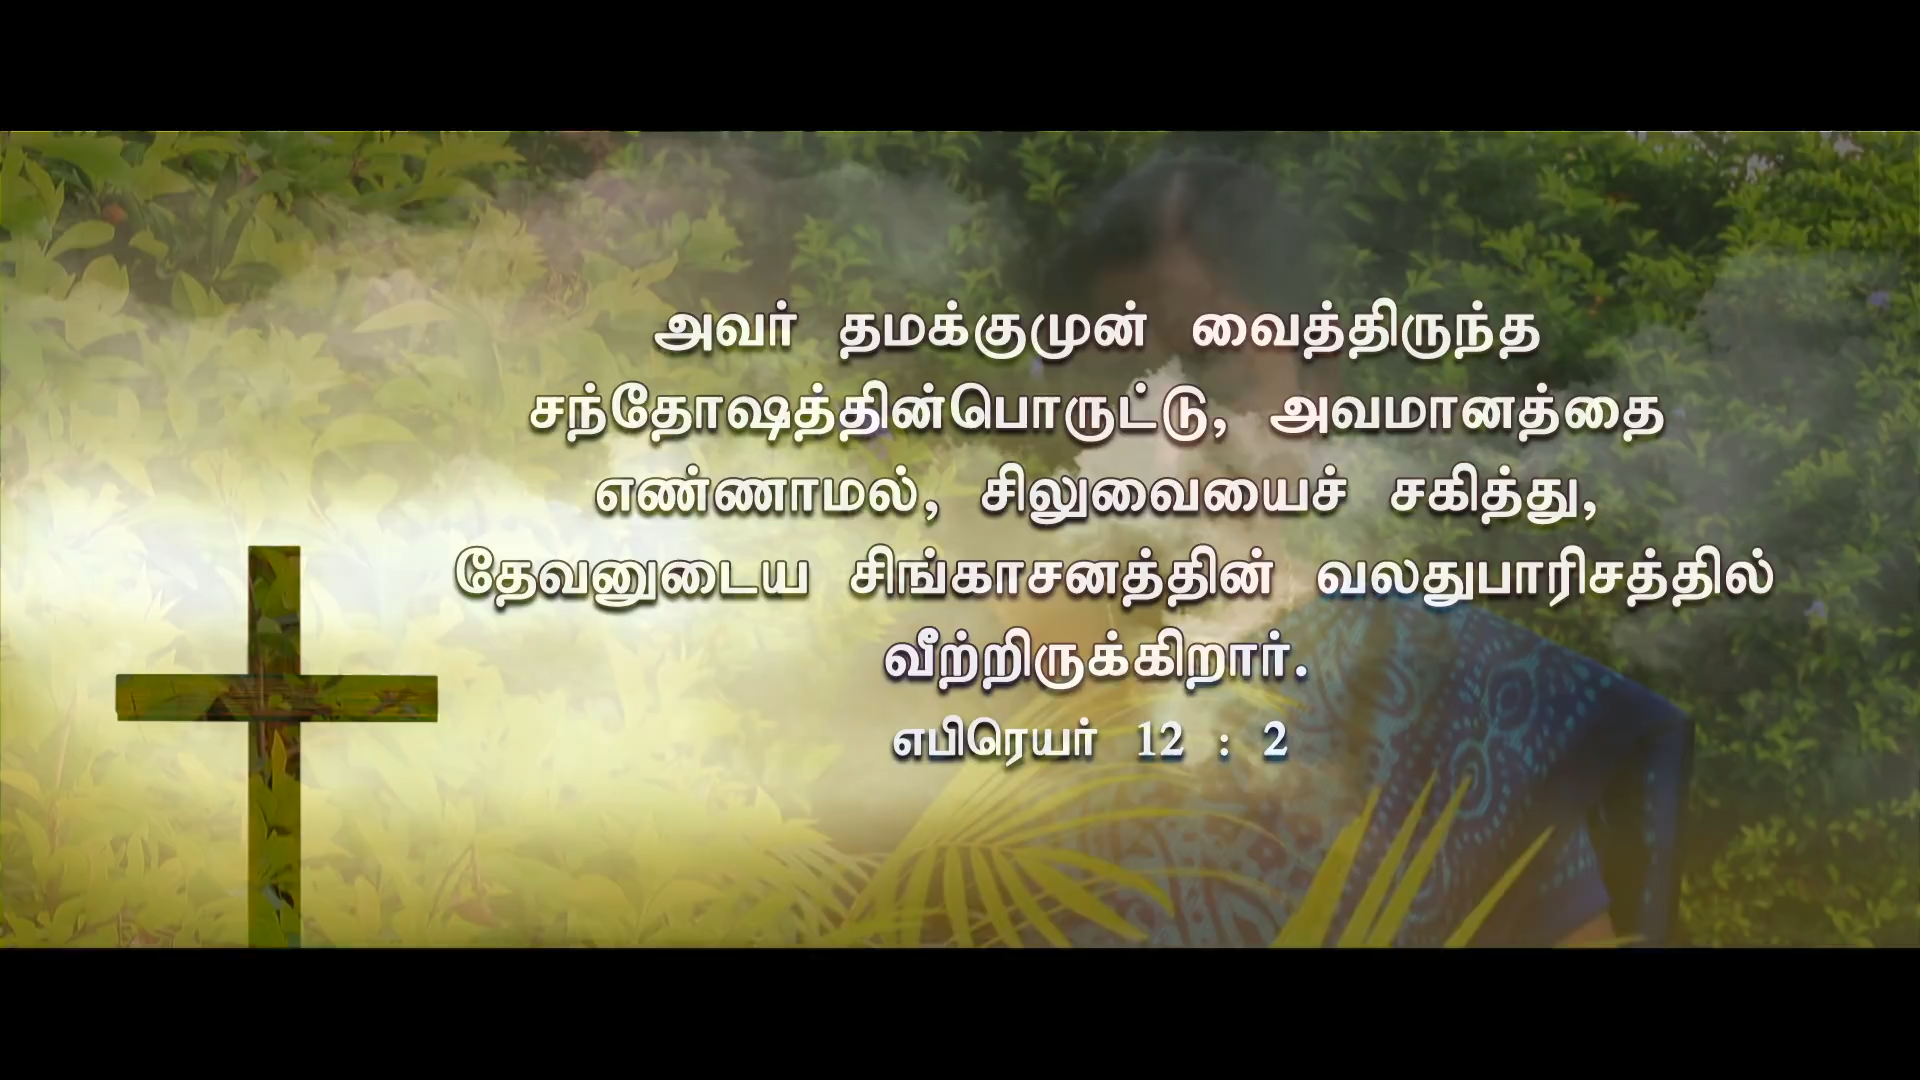 அவர் தமக்குமுன் வைத்திருந்த
சந்தோஷத்தின்பொருட்டு, அவமானத்தை
எண்ணாமல், சிலுவையைச் சகித்து,
தேவனுடைய சிங்காசனத்தின் வலதுபாரிசத்தில்
வீற்றிருக்கிறார்.
எபிரெயர் 12 : 2